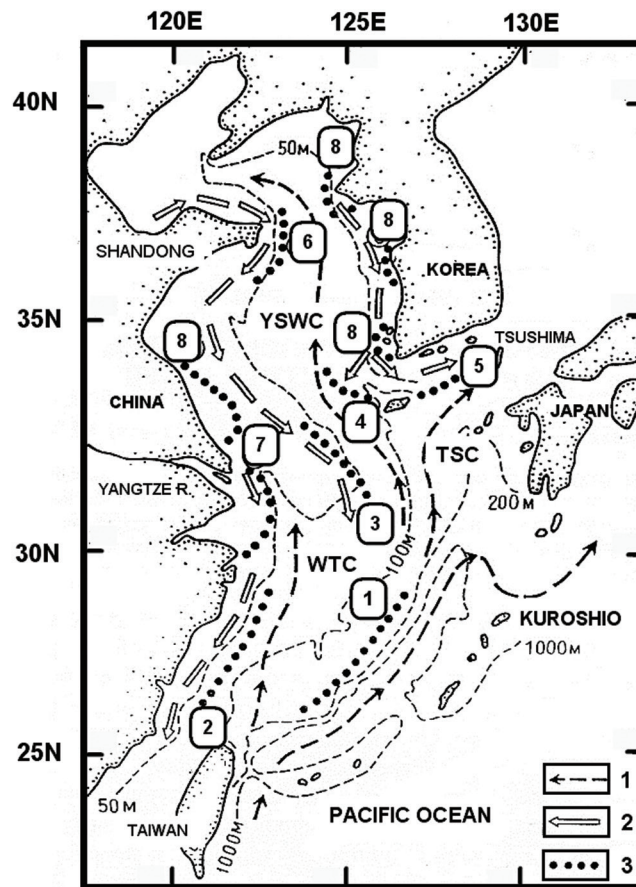 120E 125E 130E
40N
50M
8
8
6
SHANDONG
KOREA
35N
YSWC
8
8
TSUSHIMA
5
CHINA
4
JAPAN
7
TSC
YANGTZE R.
200M
3
30N
WTC
100M
1
KUROSHIO
1000M
2
25N
50M
1
PACIFIC OCEAN
2
TAIWAN
1000M
3